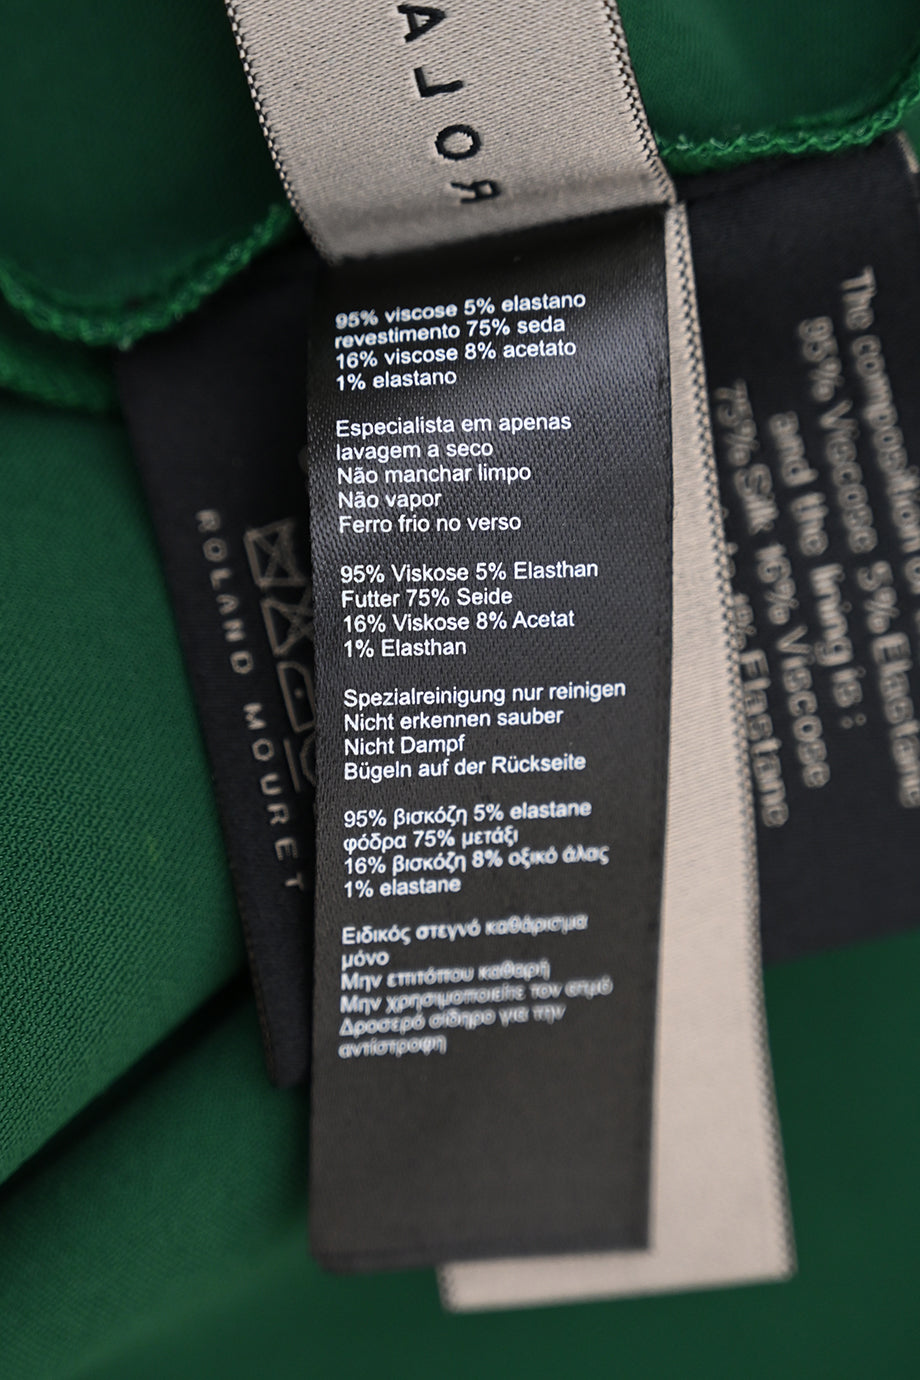 AJOR
95% viscose 5% elastano
revestimento 75% seda
16% viscose 8% acetato
1% elastano
Especialista em apenas
lavagem a seco
Não manchar limpo
Não vapor
Ferro frio no verso
95% Viskose 5% Elasthan
Futter 75% Seide
16% Viskose 8% Acetat
1% Elasthan
Spezialreinigung nur reinigen
Nicht erkennen sauber
Nicht Dampf
Bügeln auf der Rückseite
95% βισκόζη 5% elastane
φόδρα 75% μετάξι
16% βισκόζη 8% οξικό άλας
1% elastane
Ειδικός στεγνό καθάρισμα
μόνο
Μην επιτόπου καθαρή
Μην χρησιμοποιείτε τον ατμό
Δροσερό σίδηρο για την
αντίστροφη
ROLAND MOURET
The composition
95% Viscose 5% Elastane
and the lining is :
75% Silk 16% Viscose
1% Elastane